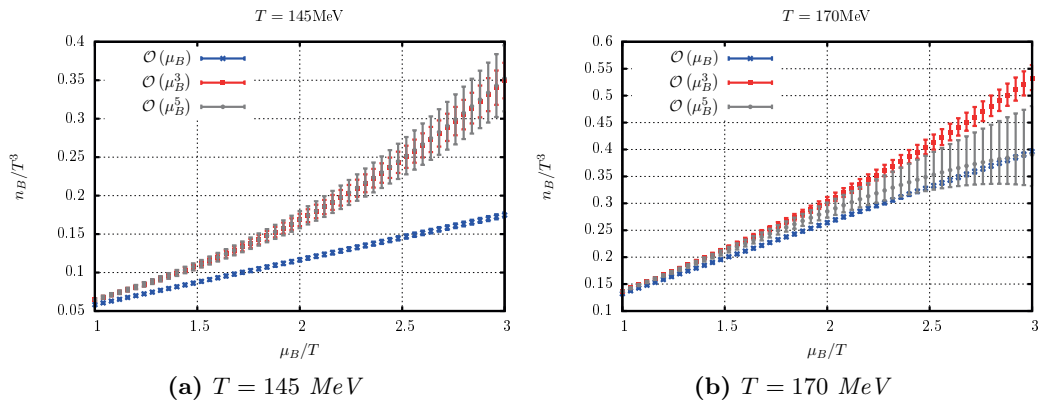 T = 145MeV
0.4
0.35
0.3
0.25
0.2
0.15
0.1
0.05
n_B/T^3
O (μ_B)
O (μ_B^3)
O (μ_B^5)
1
1.5
2
2.5
3
μ_B/T
(a) T = 145 MeV
T = 170MeV
0.6
0.55
0.5
0.45
0.4
0.35
0.3
0.25
0.2
0.15
0.1
n_B/T^3
O (μ_B)
O (μ_B^3)
O (μ_B^5)
1
1.5
2
2.5
3
μ_B/T
(b) T = 170 MeV